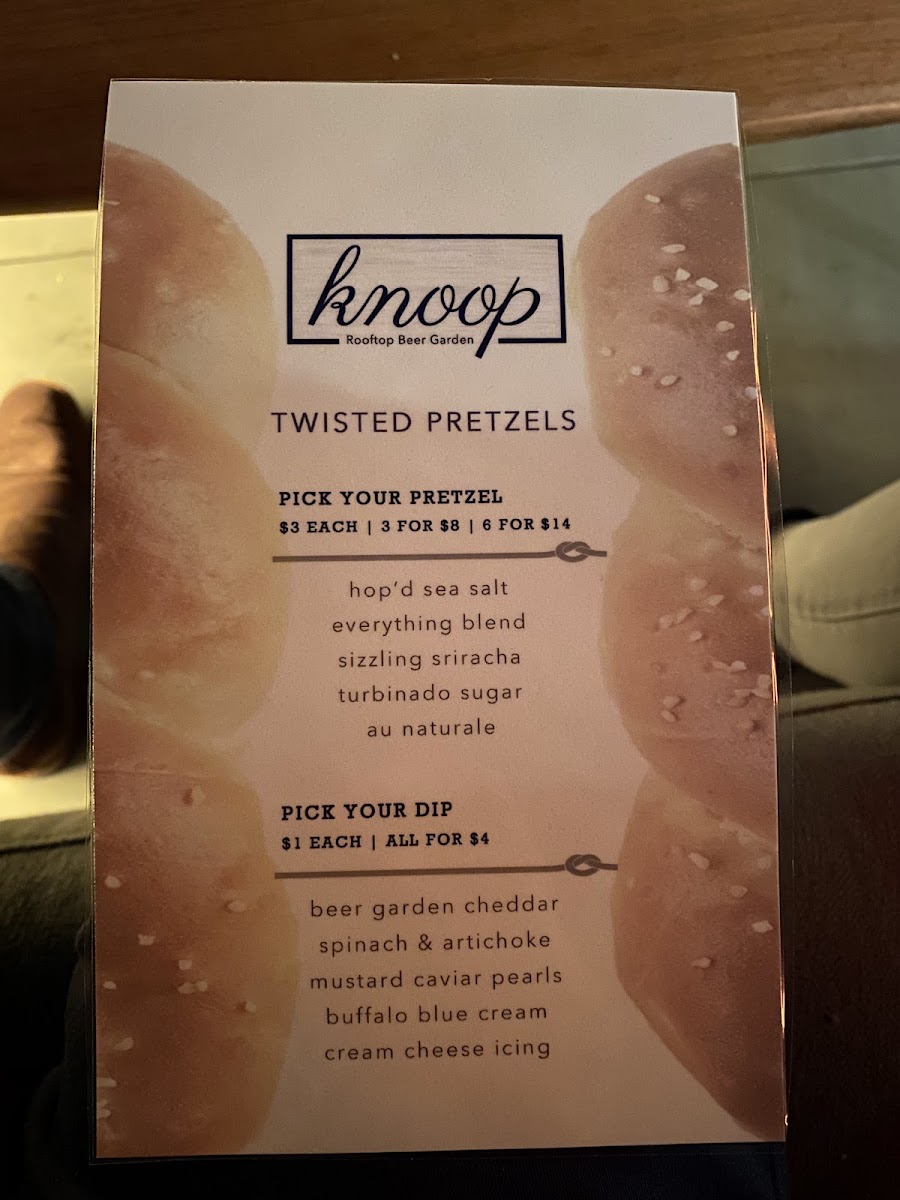 knoop
Rooftop Beer Garden
TWISTED PRETZELS
PICK YOUR PRETZEL
$3 EACH | 3 FOR $8 | 6 FOR $14
hop'd sea salt
everything blend
sizzling sriracha
turbinado sugar
au naturale
PICK YOUR DIP
$1 EACH | ALL FOR $4
beer garden cheddar
spinach & artichoke
mustard caviar pearls
buffalo blue cream
cream cheese icing